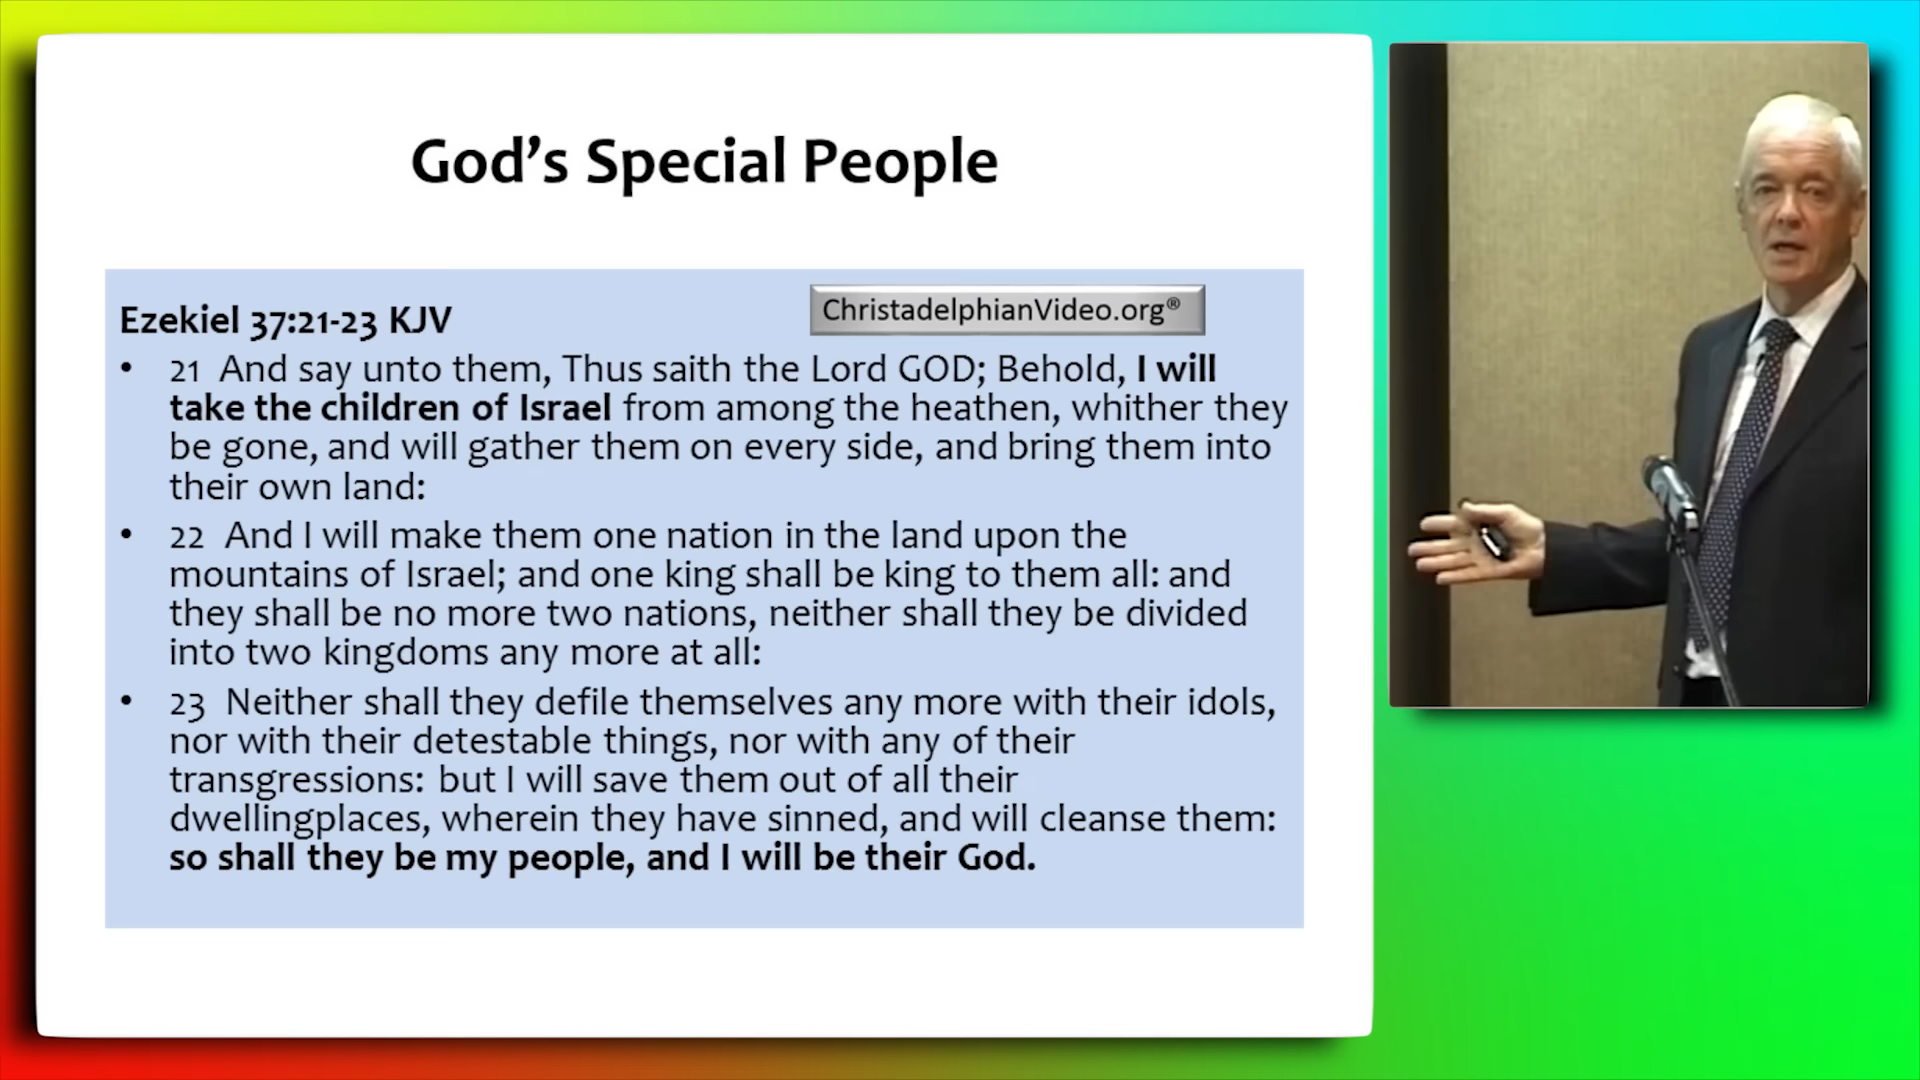 God's Special People
Ezekiel 37:21-23 KJV
ChristadelphianVideo.org®
• 21 And say unto them, Thus saith the Lord GOD; Behold, I will
take the children of Israel from among the heathen, whither they
be gone, and will gather them on every side, and bring them into
their own land:
• 22 And I will make them one nation in the land upon the
mountains of Israel; and one king shall be king to them all: and
they shall be no more two nations, neither shall they be divided
into two kingdoms any more at all:
• 23 Neither shall they defile themselves any more with their idols,
nor with their detestable things, nor with any of their
transgressions: but I will save them out of all their
dwellingplaces, wherein they have sinned, and will cleanse them:
so shall they be my people, and I will be their God.